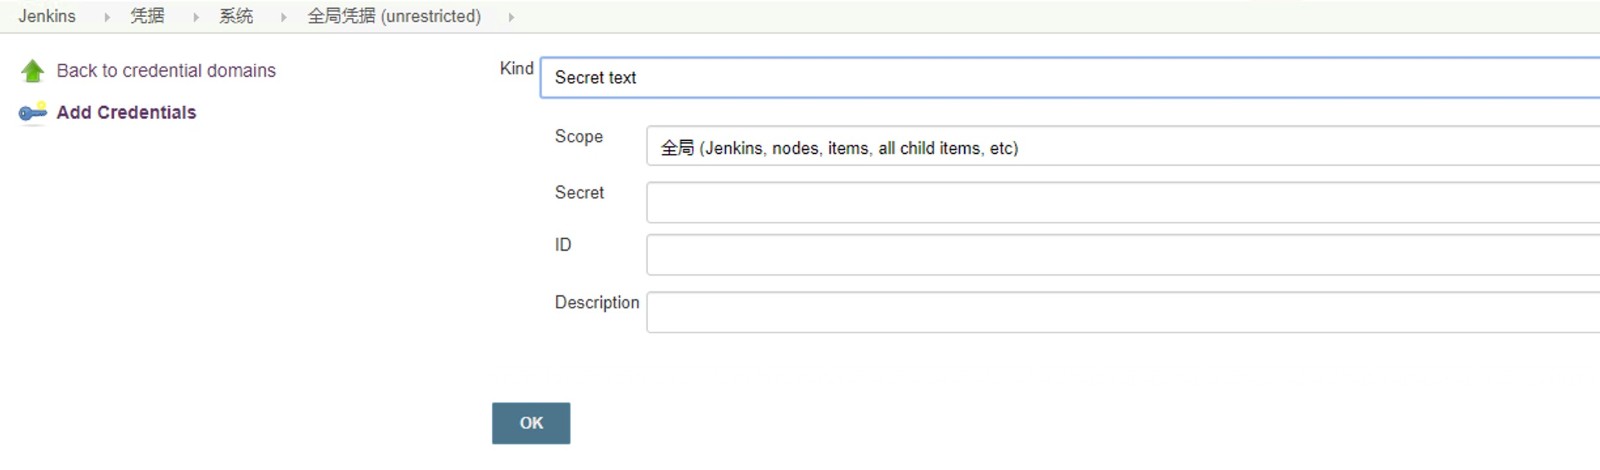 Jenkins 凭据 系统 全局凭据 (unrestricted)
Back to credential domains
Add Credentials
Kind Secret text
Scope 全局 (Jenkins, nodes, items, all child items, etc)
Secret
ID
Description
OK